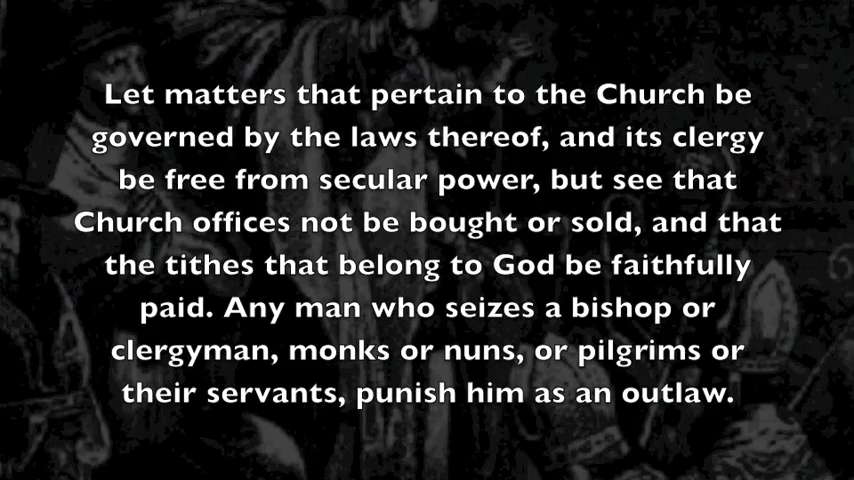 Let matters that pertain to the Church be
governed by the laws thereof, and its clergy
be free from secular power, but see that
Church offices not be bought or sold, and that
the tithes that belong to God be faithfully
paid. Any man who seizes a bishop or
clergyman, monks or nuns, or pilgrims or
their servants, punish him as an outlaw.